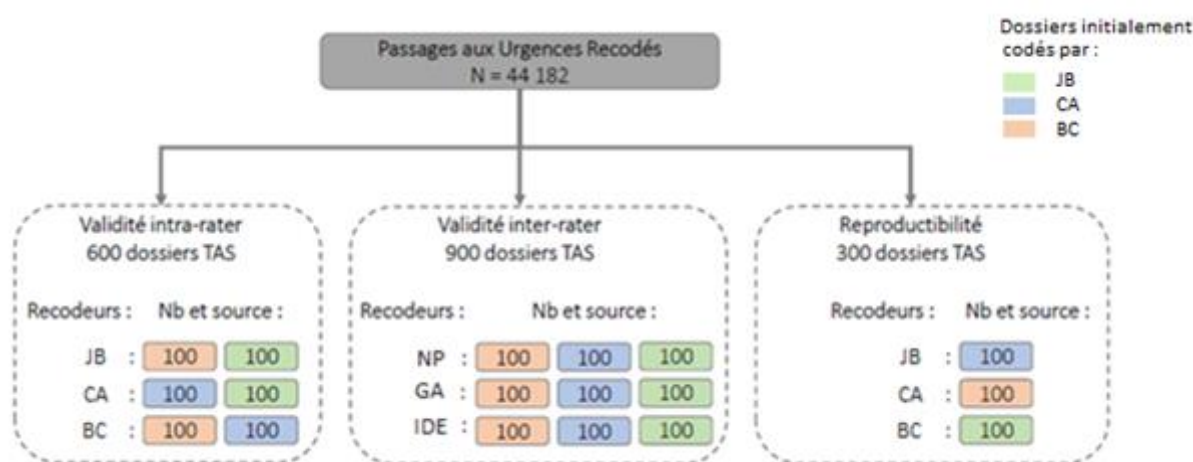 Passages aux Urgences Recodés
N = 44 182
Dossiers initialement
codés par :
JB
CA
BC
Validité intra-rater
600 dossiers TAS
Recodeurs : Nb et source :
JB : 100 100
CA : 100 100
BC : 100 100
Validité inter-rater
900 dossiers TAS
Recodeurs : Nb et source :
NP : 100 100 100
GA : 100 100 100
IDE : 100 100 100
Reproductibilité
300 dossiers TAS
Recodeurs : Nb et source :
JB : 100
CA : 100
BC : 100